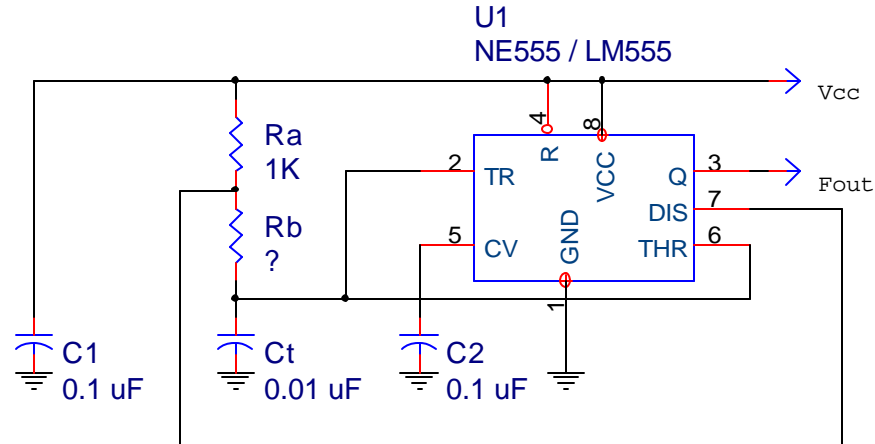 U1
NE555 / LM555
Vcc
4
8
Ra
1K
2
TR
R
VCC
Q
3
Fout
DIS
7
Rb
?
5
CV
GND
THR
6
1
C1
0.1 uF
Ct
0.01 uF
C2
0.1 uF